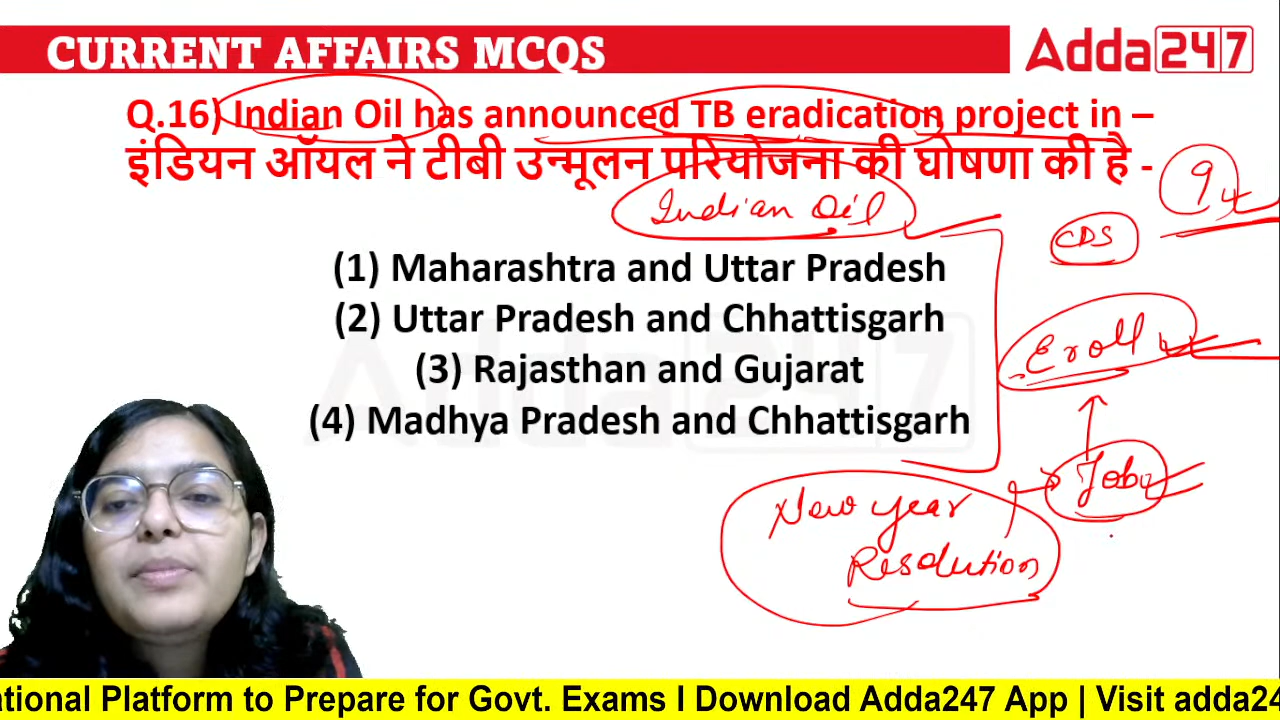 CURRENT AFFAIRS MCQS
Adda247
Q.16) Indian Oil has announced TB eradication project in –
इंडियन ऑयल ने टीबी उन्मूलन परियोजना की घोषणा की है -
Indian Oil
CDS
(1) Maharashtra and Uttar Pradesh
(2) Uttar Pradesh and Chhattisgarh
(3) Rajasthan and Gujarat
(4) Madhya Pradesh and Chhattisgarh
Adda247
Eroll
New year
Resolution
ational Platform to Prepare for Govt. Exams I Download Adda247 App | Visit adda24